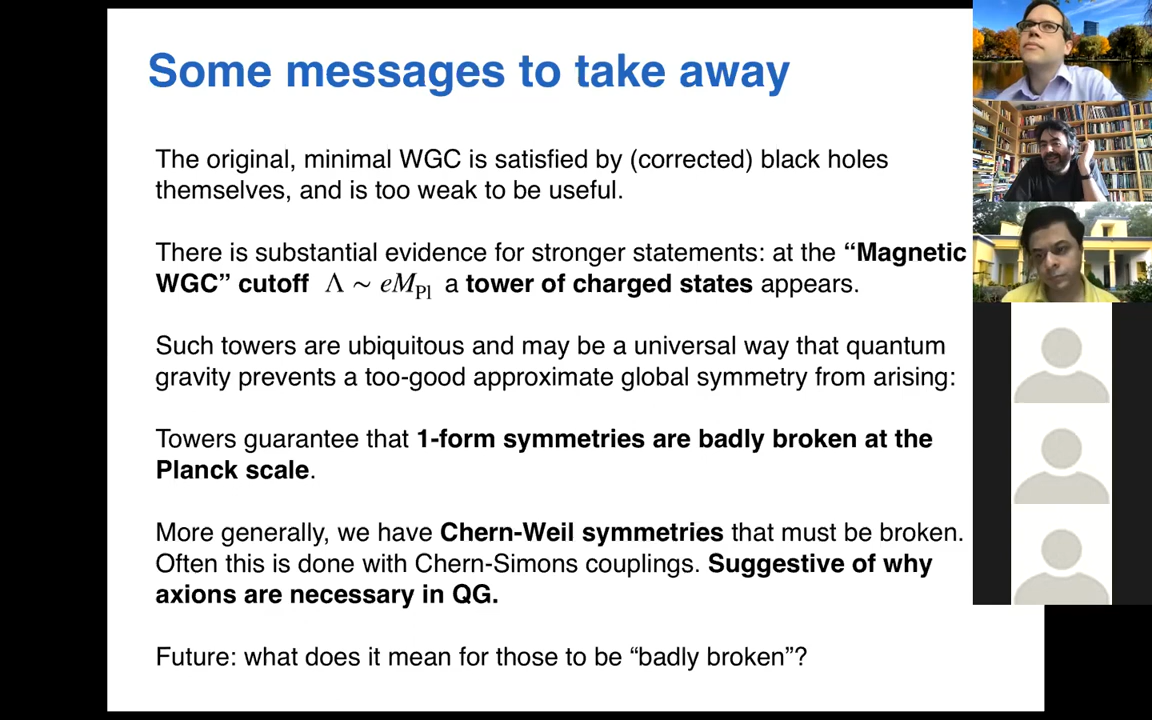 Some messages to take away
The original, minimal WGC is satisfied by (corrected) black holes
themselves, and is too weak to be useful.
There is substantial evidence for stronger statements: at the “Magnetic
WGC” cutoff Λ ∼ eM_Pl a tower of charged states appears.
Such towers are ubiquitous and may be a universal way that quantum
gravity prevents a too-good approximate global symmetry from arising:
Towers guarantee that 1-form symmetries are badly broken at the
Planck scale.
More generally, we have Chern-Weil symmetries that must be broken.
Often this is done with Chern-Simons couplings. Suggestive of why
axions are necessary in QG.
Future: what does it mean for those to be “badly broken”?